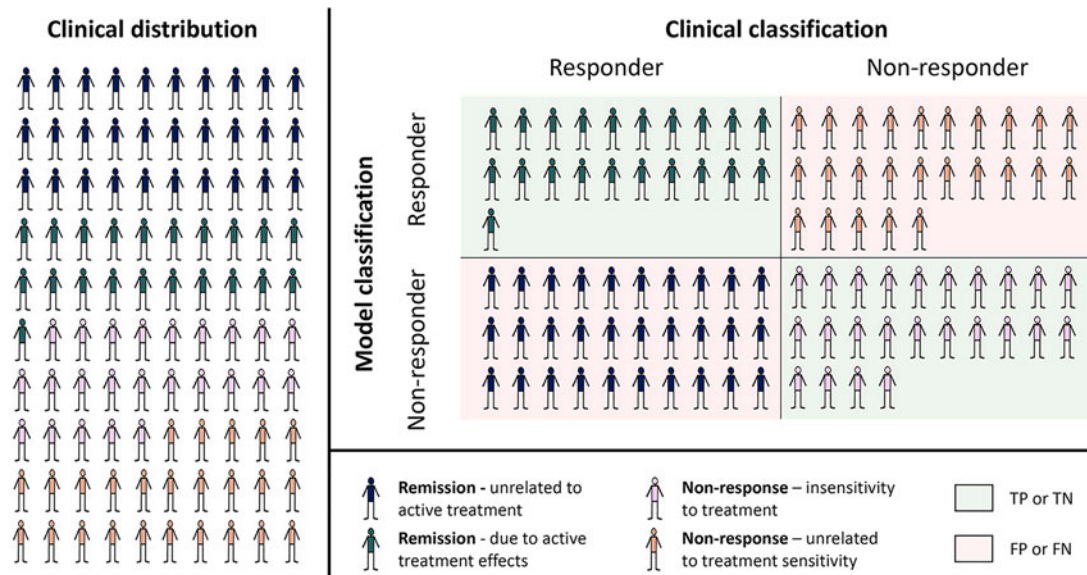 Clinical distribution
Clinical classification
Responder
Non-responder
Model classification
Responder
Non-responder
Remission - unrelated to
active treatment
Remission - due to active
treatment effects
Non-response – insensitivity
to treatment
Non-response – unrelated
to treatment sensitivity
TP or TN
FP or FN